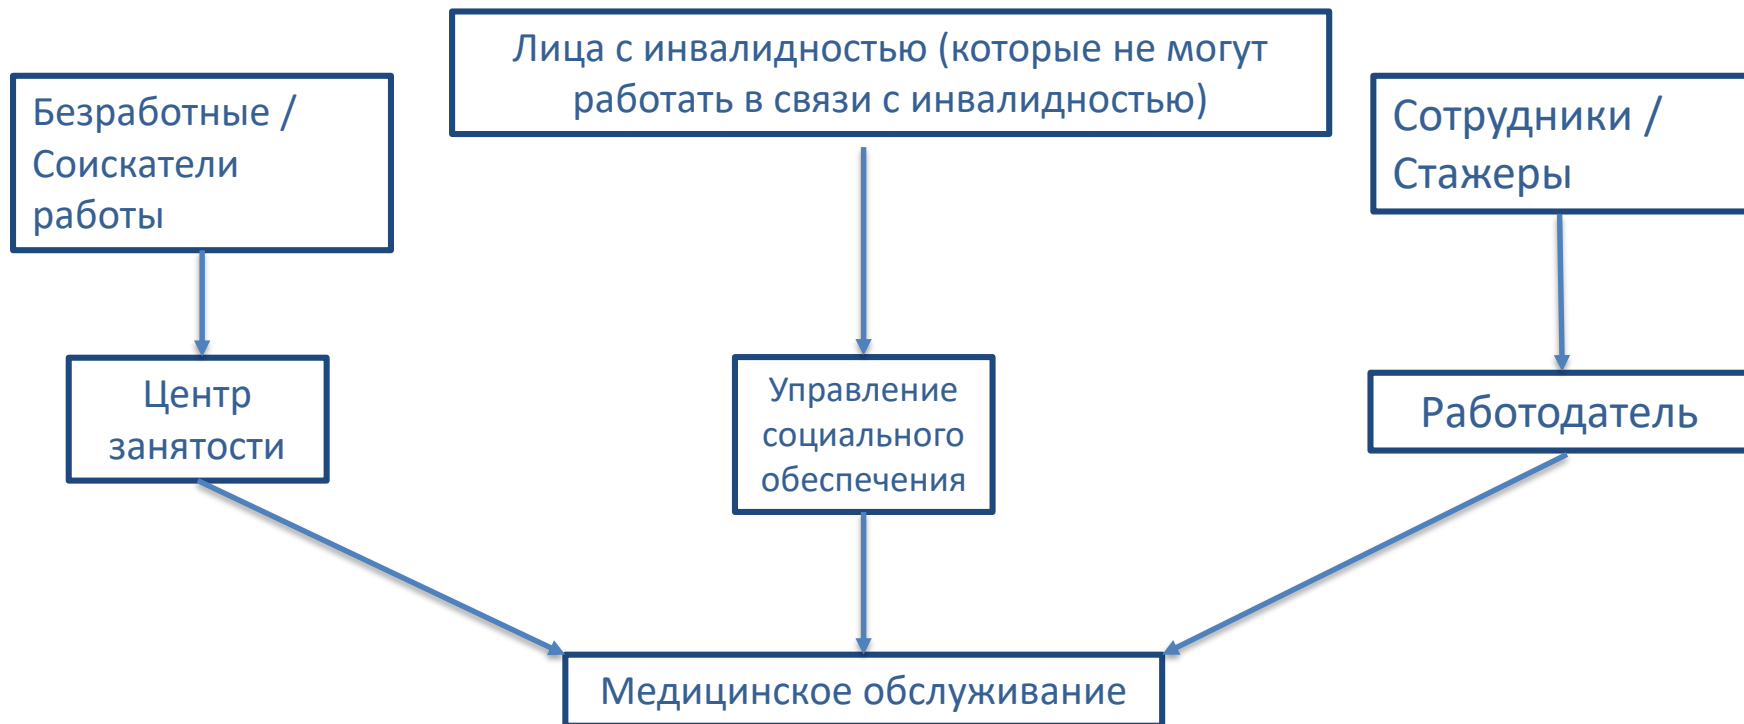 Лица с инвалидностью (которые не могут
работать в связи с инвалидностью)
Безработные /
Соискатели
работы
Сотрудники /
Стажеры
Центр
занятости
Управление
социального
обеспечения
Работодатель
Медицинское обслуживание